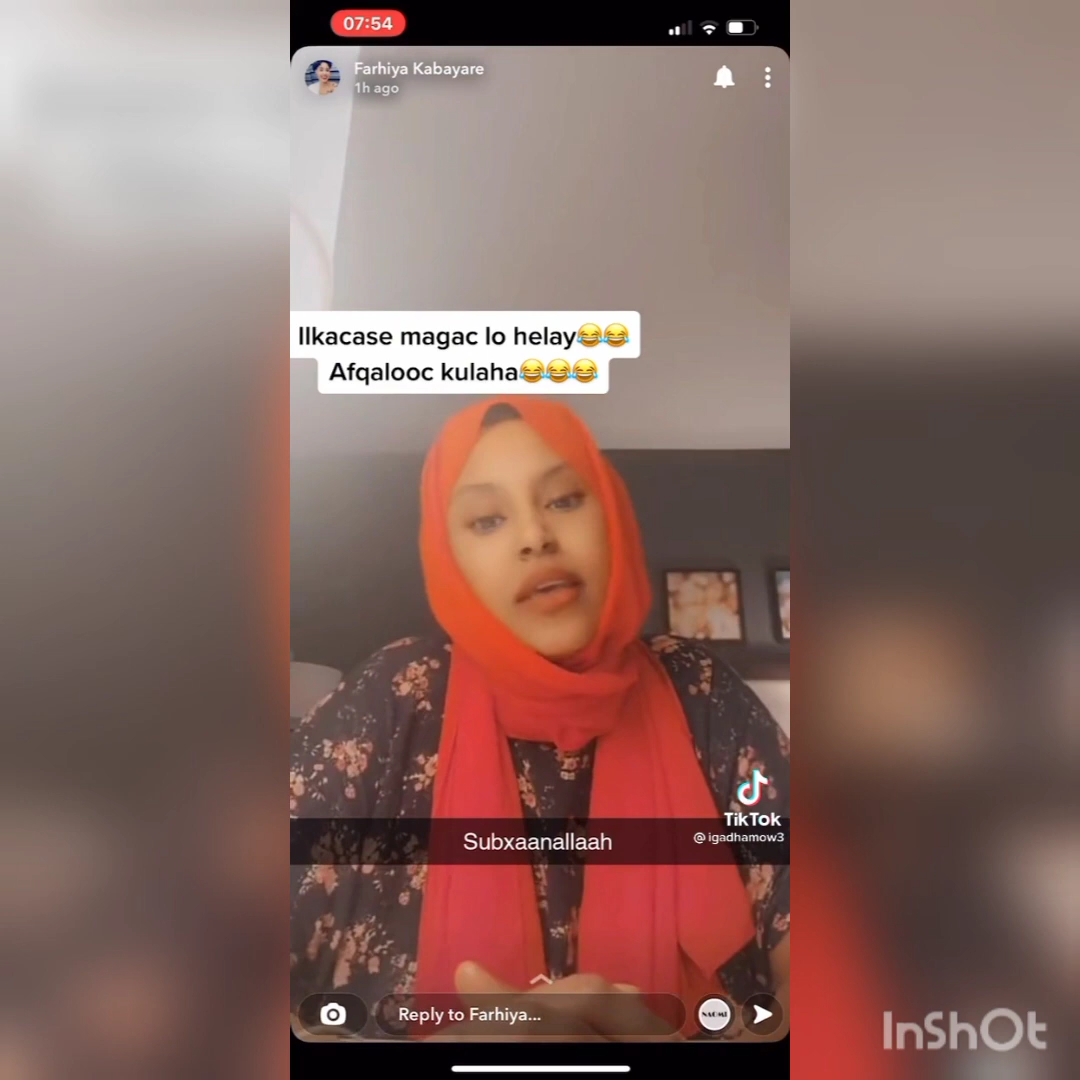 07:54
Farhiya Kabayare
1h ago
Ilkacase magac lo helay😂😂
Afqalooc kulaha😂😂😂
TikTok
@igadhamow3
Subxaanallaah
Reply to Farhiya...
NAOMI
InShOt